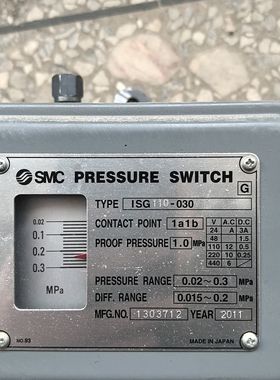 SMC PRESSURE SWITCH
G
TYPE ISG110-030
CONTACT POINT 1a1b
PROOF PRESSURE 1.0 MPa
V A.C D.C
24 A 3A
48 1.5
110 12 0.5
220 10 0.25
440 6 /
PRESSURE RANGE 0.02~0.3 MPa
DIFF. RANGE 0.015~0.2 MPa
MFG.NO. 1303712 YEAR 2011
0.02
0.1
0.2
0.3
MPa
NO.93
MADE IN JAPAN